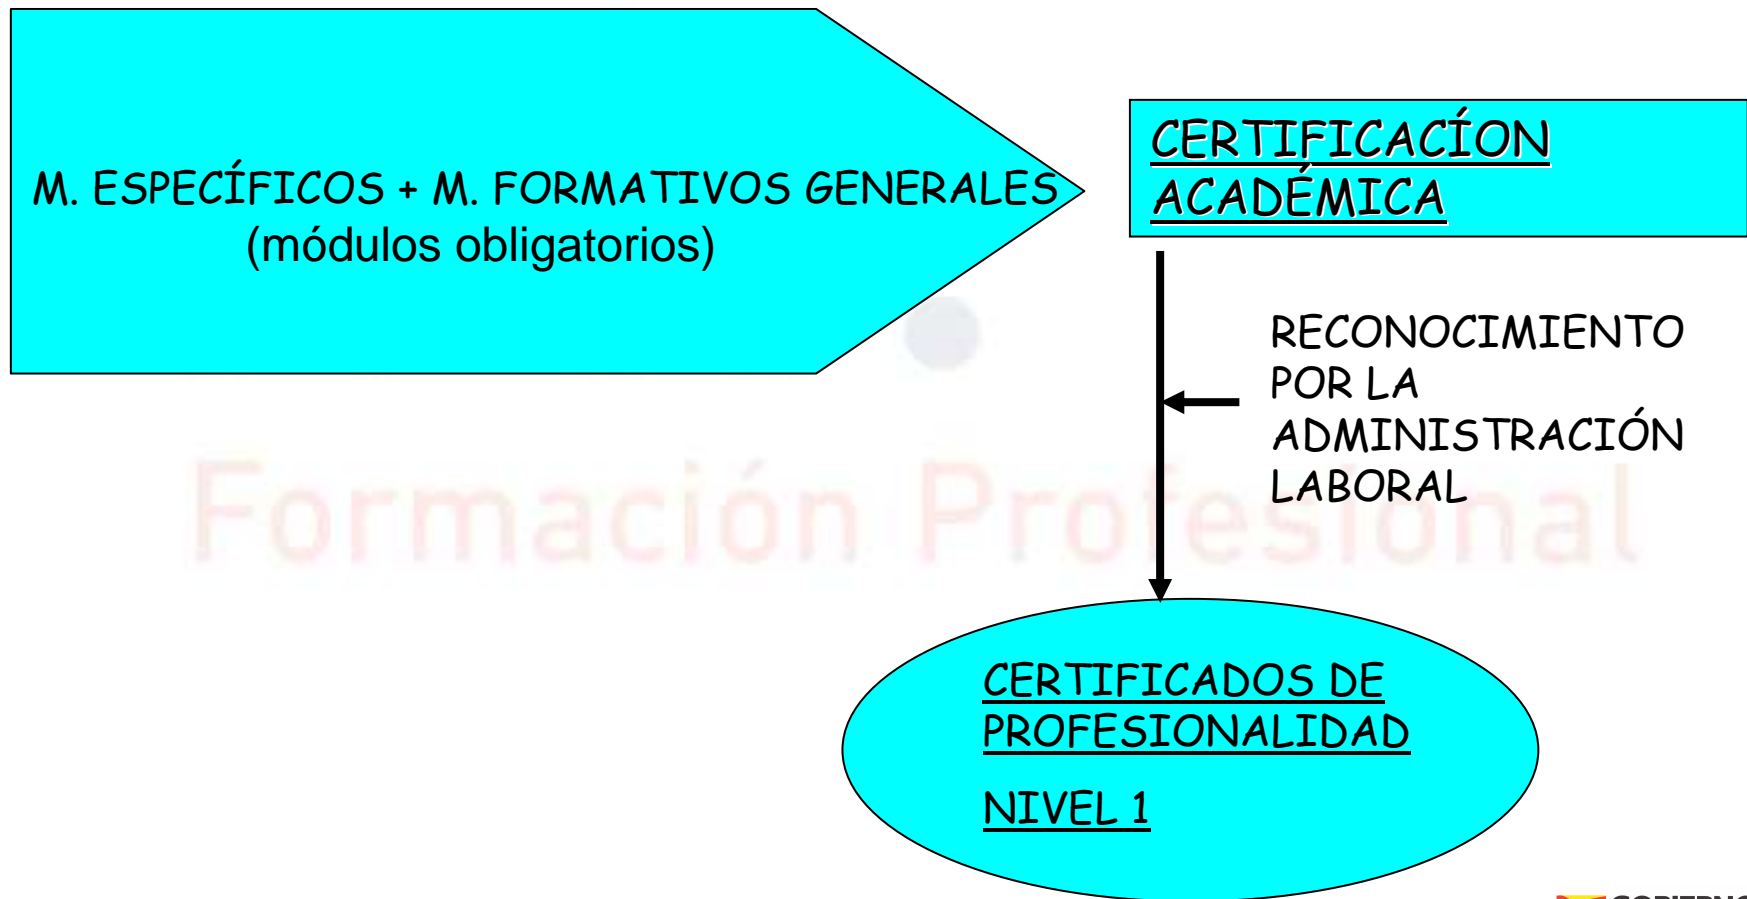 M. ESPECÍFICOS + M. FORMATIVOS GENERALES
(módulos obligatorios)
CERTIFICACÍON
ACADÉMICA
RECONOCIMIENTO
POR LA
ADMINISTRACIÓN
LABORAL
Formación Profesional
CERTIFICADOS DE
PROFESIONALIDAD
NIVEL 1